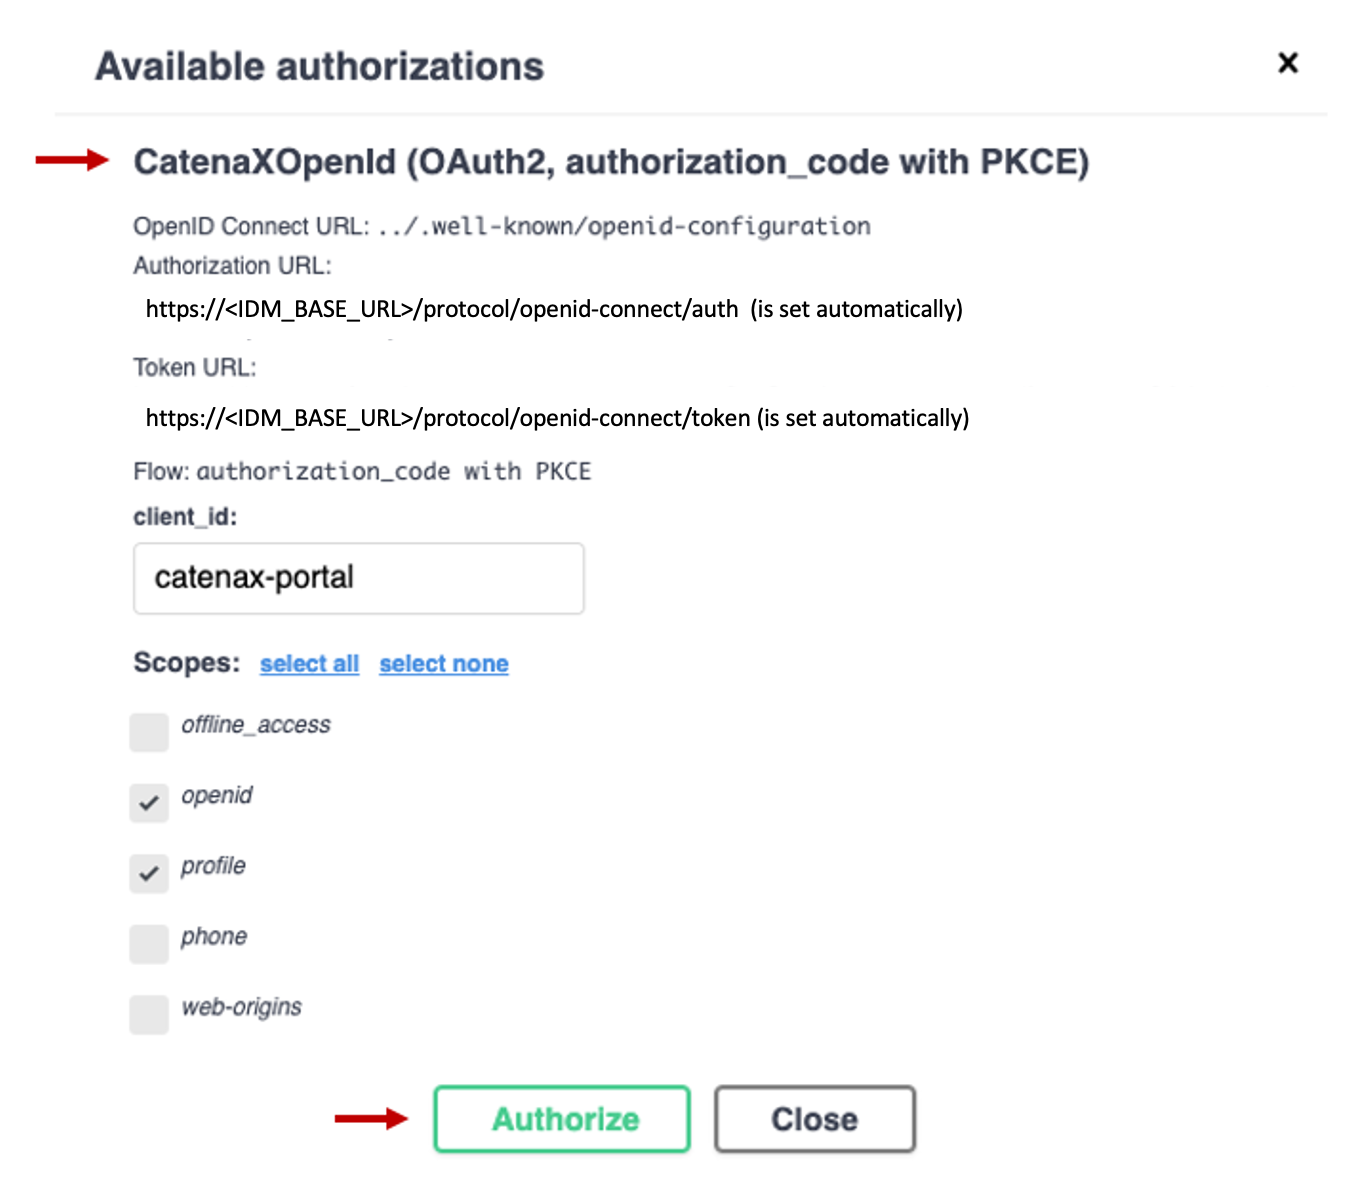 Available authorizations
CatenaXOpenId (OAuth2, authorization_code with PKCE)
OpenID Connect URL: ../.well-known/openid-configuration
Authorization URL:
https://<IDM_BASE_URL>/protocol/openid-connect/auth (is set automatically)
Token URL:
https://<IDM_BASE_URL>/protocol/openid-connect/token (is set automatically)
Flow: authorization_code with PKCE
client_id:
catenax-portal
Scopes: select all select none
offline_access
openid
profile
phone
web-origins
Authorize Close